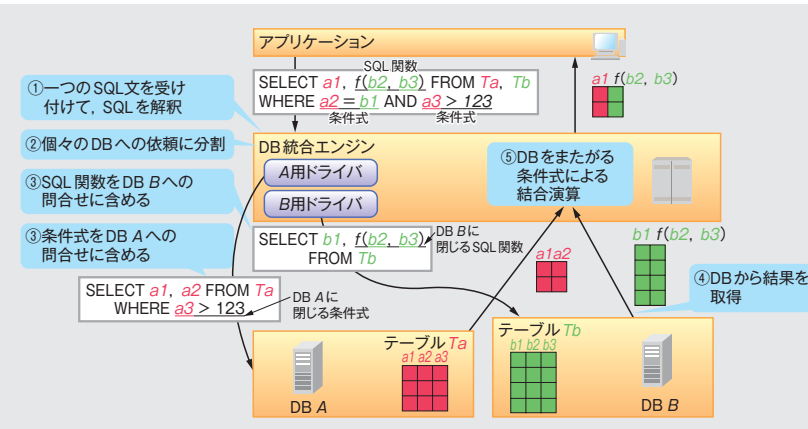 アプリケーション
SQL関数
SELECT a1, f(b2, b3) FROM Ta, Tb
WHERE a2 = b1 AND a3 > 123
条件式
条件式
a1 f(b2, b3)
①一つのSQL文を受け
付けて，SQLを解釈
②個々のDBへの依頼に分割
③SQL関数をDB Bへの
問合せに含める
③条件式をDB Aへの
問合せに含める
DB統合エンジン
A用ドライバ
B用ドライバ
⑤DBをまたがる
条件式による
結合演算
SELECT b1, f(b2, b3)
FROM Tb
DB Bに
閉じるSQL関数
a1a2
b1 f(b2, b3)
④DBから結果を
取得
SELECT a1, a2 FROM Ta
WHERE a3 > 123
DB Aに
閉じる条件式
テーブルTa
a1 a2 a3
DB A
テーブルTb
b1 b2 b3
DB B